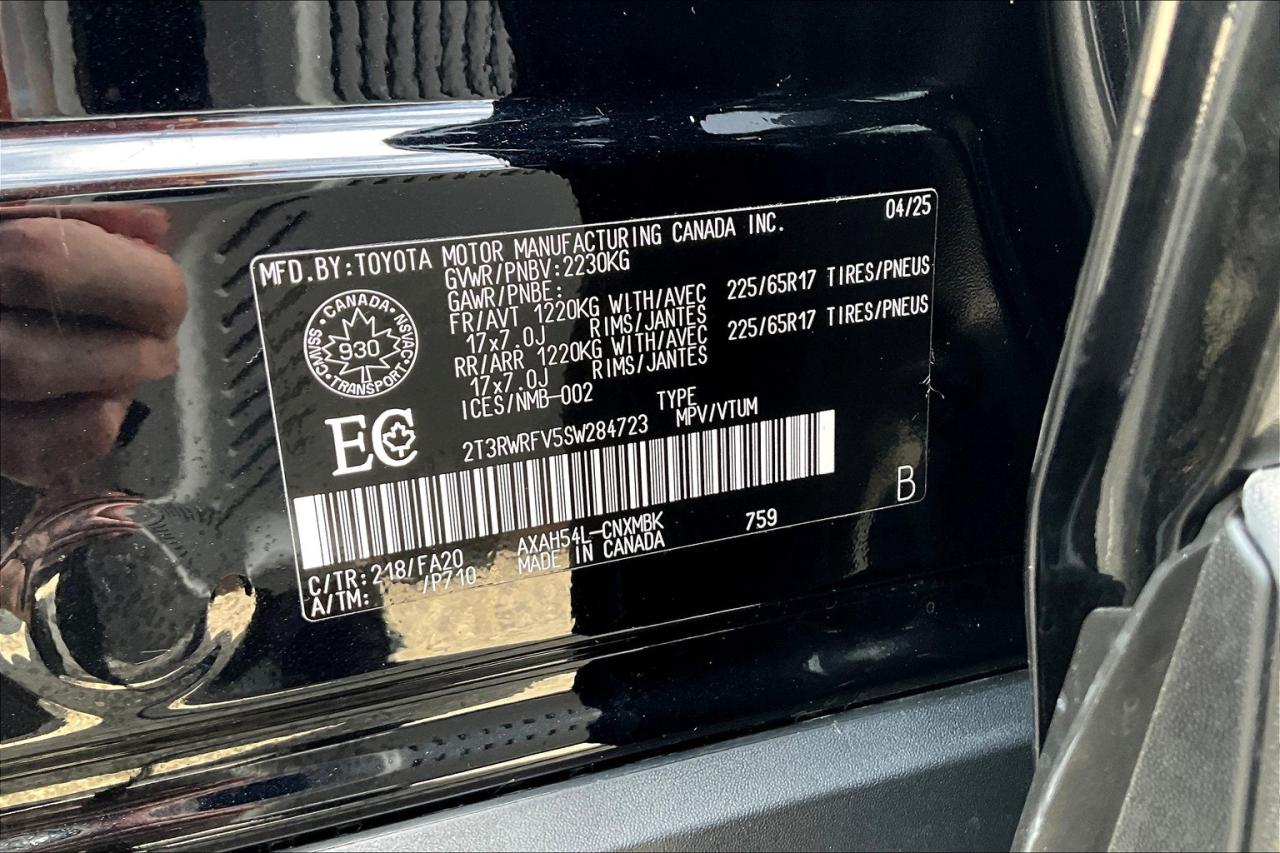 04/25
MFD.BY:TOYOTA MOTOR MANUFACTURING CANADA INC.
GVWR/PNBV:2230KG
GAWR/PNBE:
FR/AVT 1220KG WITH/AVEC 225/65R17 TIRES/PNEUS
17x7.0J RIMS/JANTES
RR/ARR 1220KG WITH/AVEC 225/65R17 TIRES/PNEUS
17x7.0J RIMS/JANTES
ICES/NMB-002
CANADA
CMVSS 930 NSVAC
TRANSPORT
EC
TYPE
2T3RWRFV5SW284723 MPV/VTUM
B
C/TR:218/FA20 AXAH54L-CNXMBK 759
A/TM: /P710 MADE IN CANADA